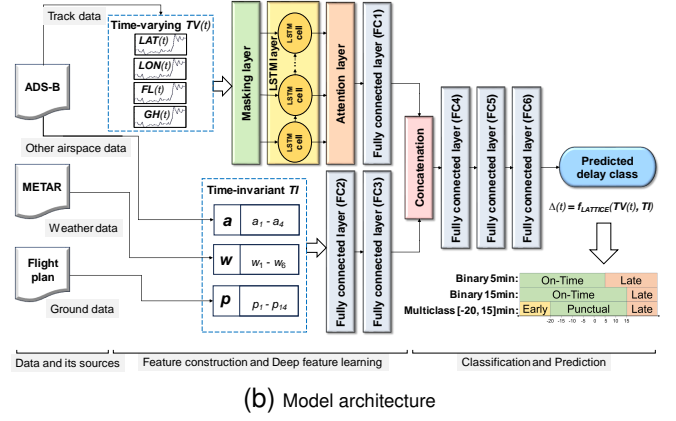 Track data
Time-varying TV(t)
LAT(t)
LON(t)
FL(t)
GH(t)
ADS-B
Other airspace data
METAR
Weather data
Flight plan
Ground data
Masking layer
LSTM layer
LSTM cell
LSTM cell
LSTM cell
Attention layer
Fully connected layer (FC1)
Time-invariant TI
a
a1 - a4
w
w1 - w6
p
p1 - p14
Fully connected layer (FC2)
Fully connected layer (FC3)
Concatenation
Fully connected layer (FC4)
Fully connected layer (FC5)
Fully connected layer (FC6)
Predicted
delay class
Δ(t) = fLATTICE(TV(t), TI)
Binary 5min: On-Time Late
Binary 15min: On-Time Late
Multiclass [-20, 15]min: Early Punctual Late
-20 -15 -10 -5 0 5 10 15
Data and its sources
Feature construction and Deep feature learning
Classification and Prediction
(b) Model architecture